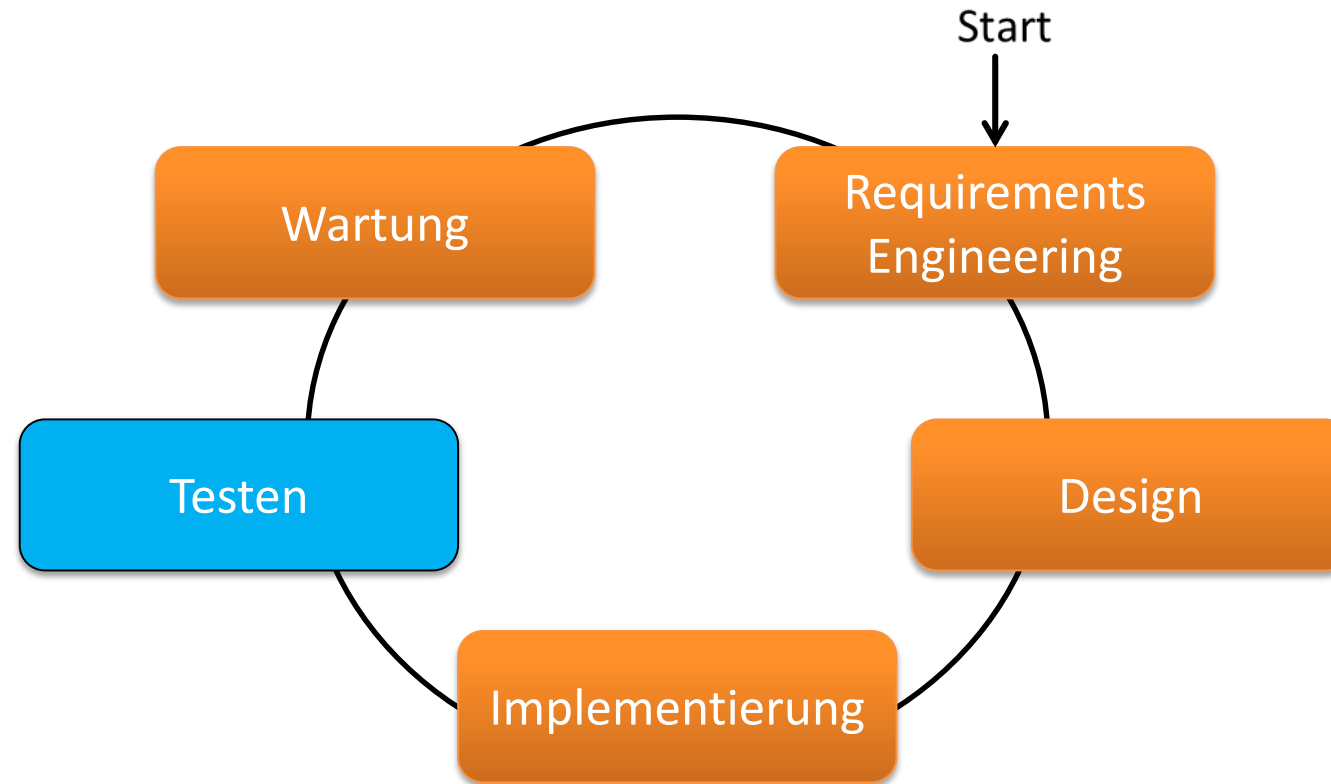 Start
Wartung
Requirements
Engineering
Testen
Design
Implementierung